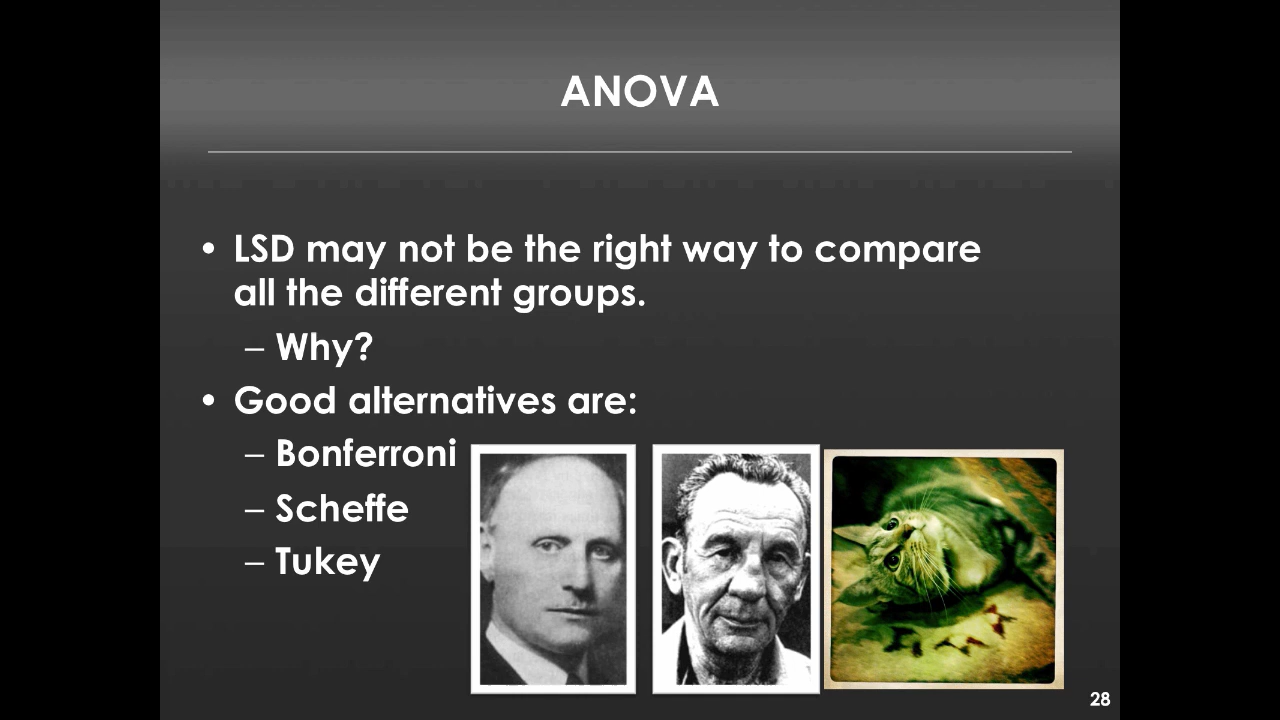 ANOVA
• LSD may not be the right way to compare
all the different groups.
– Why?
• Good alternatives are:
– Bonferroni
– Scheffe
– Tukey
28